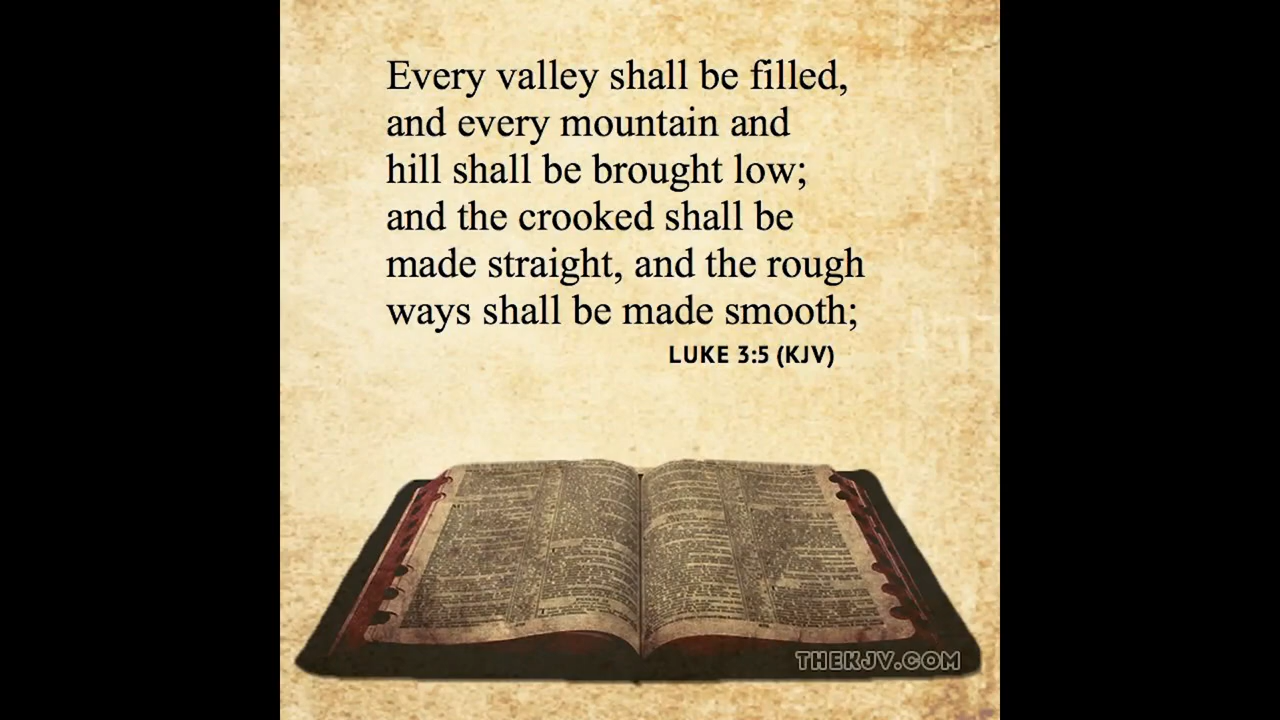 Every valley shall be filled,
and every mountain and
hill shall be brought low;
and the crooked shall be
made straight, and the rough
ways shall be made smooth;
LUKE 3:5 (KJV)
THEKJV.COM